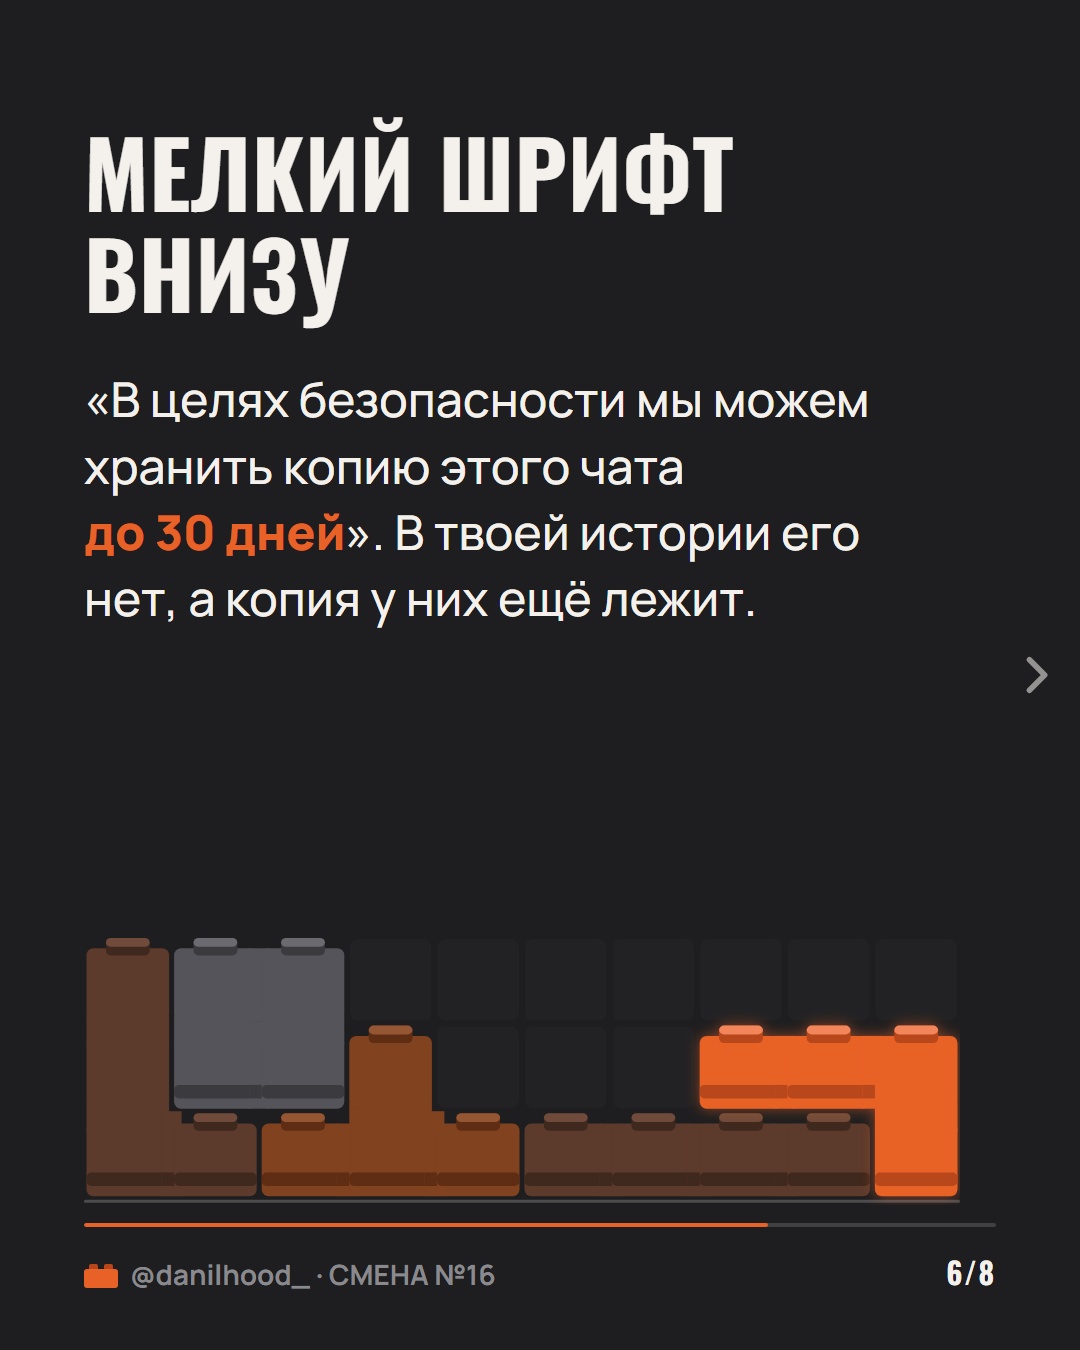 МЕЛКИЙ ШРИФТ
ВНИЗУ
«В целях безопасности мы можем
хранить копию этого чата
до 30 дней». В твоей истории его
нет, а копия у них ещё лежит.
@danilhood_ · СМЕНА №16
6/8